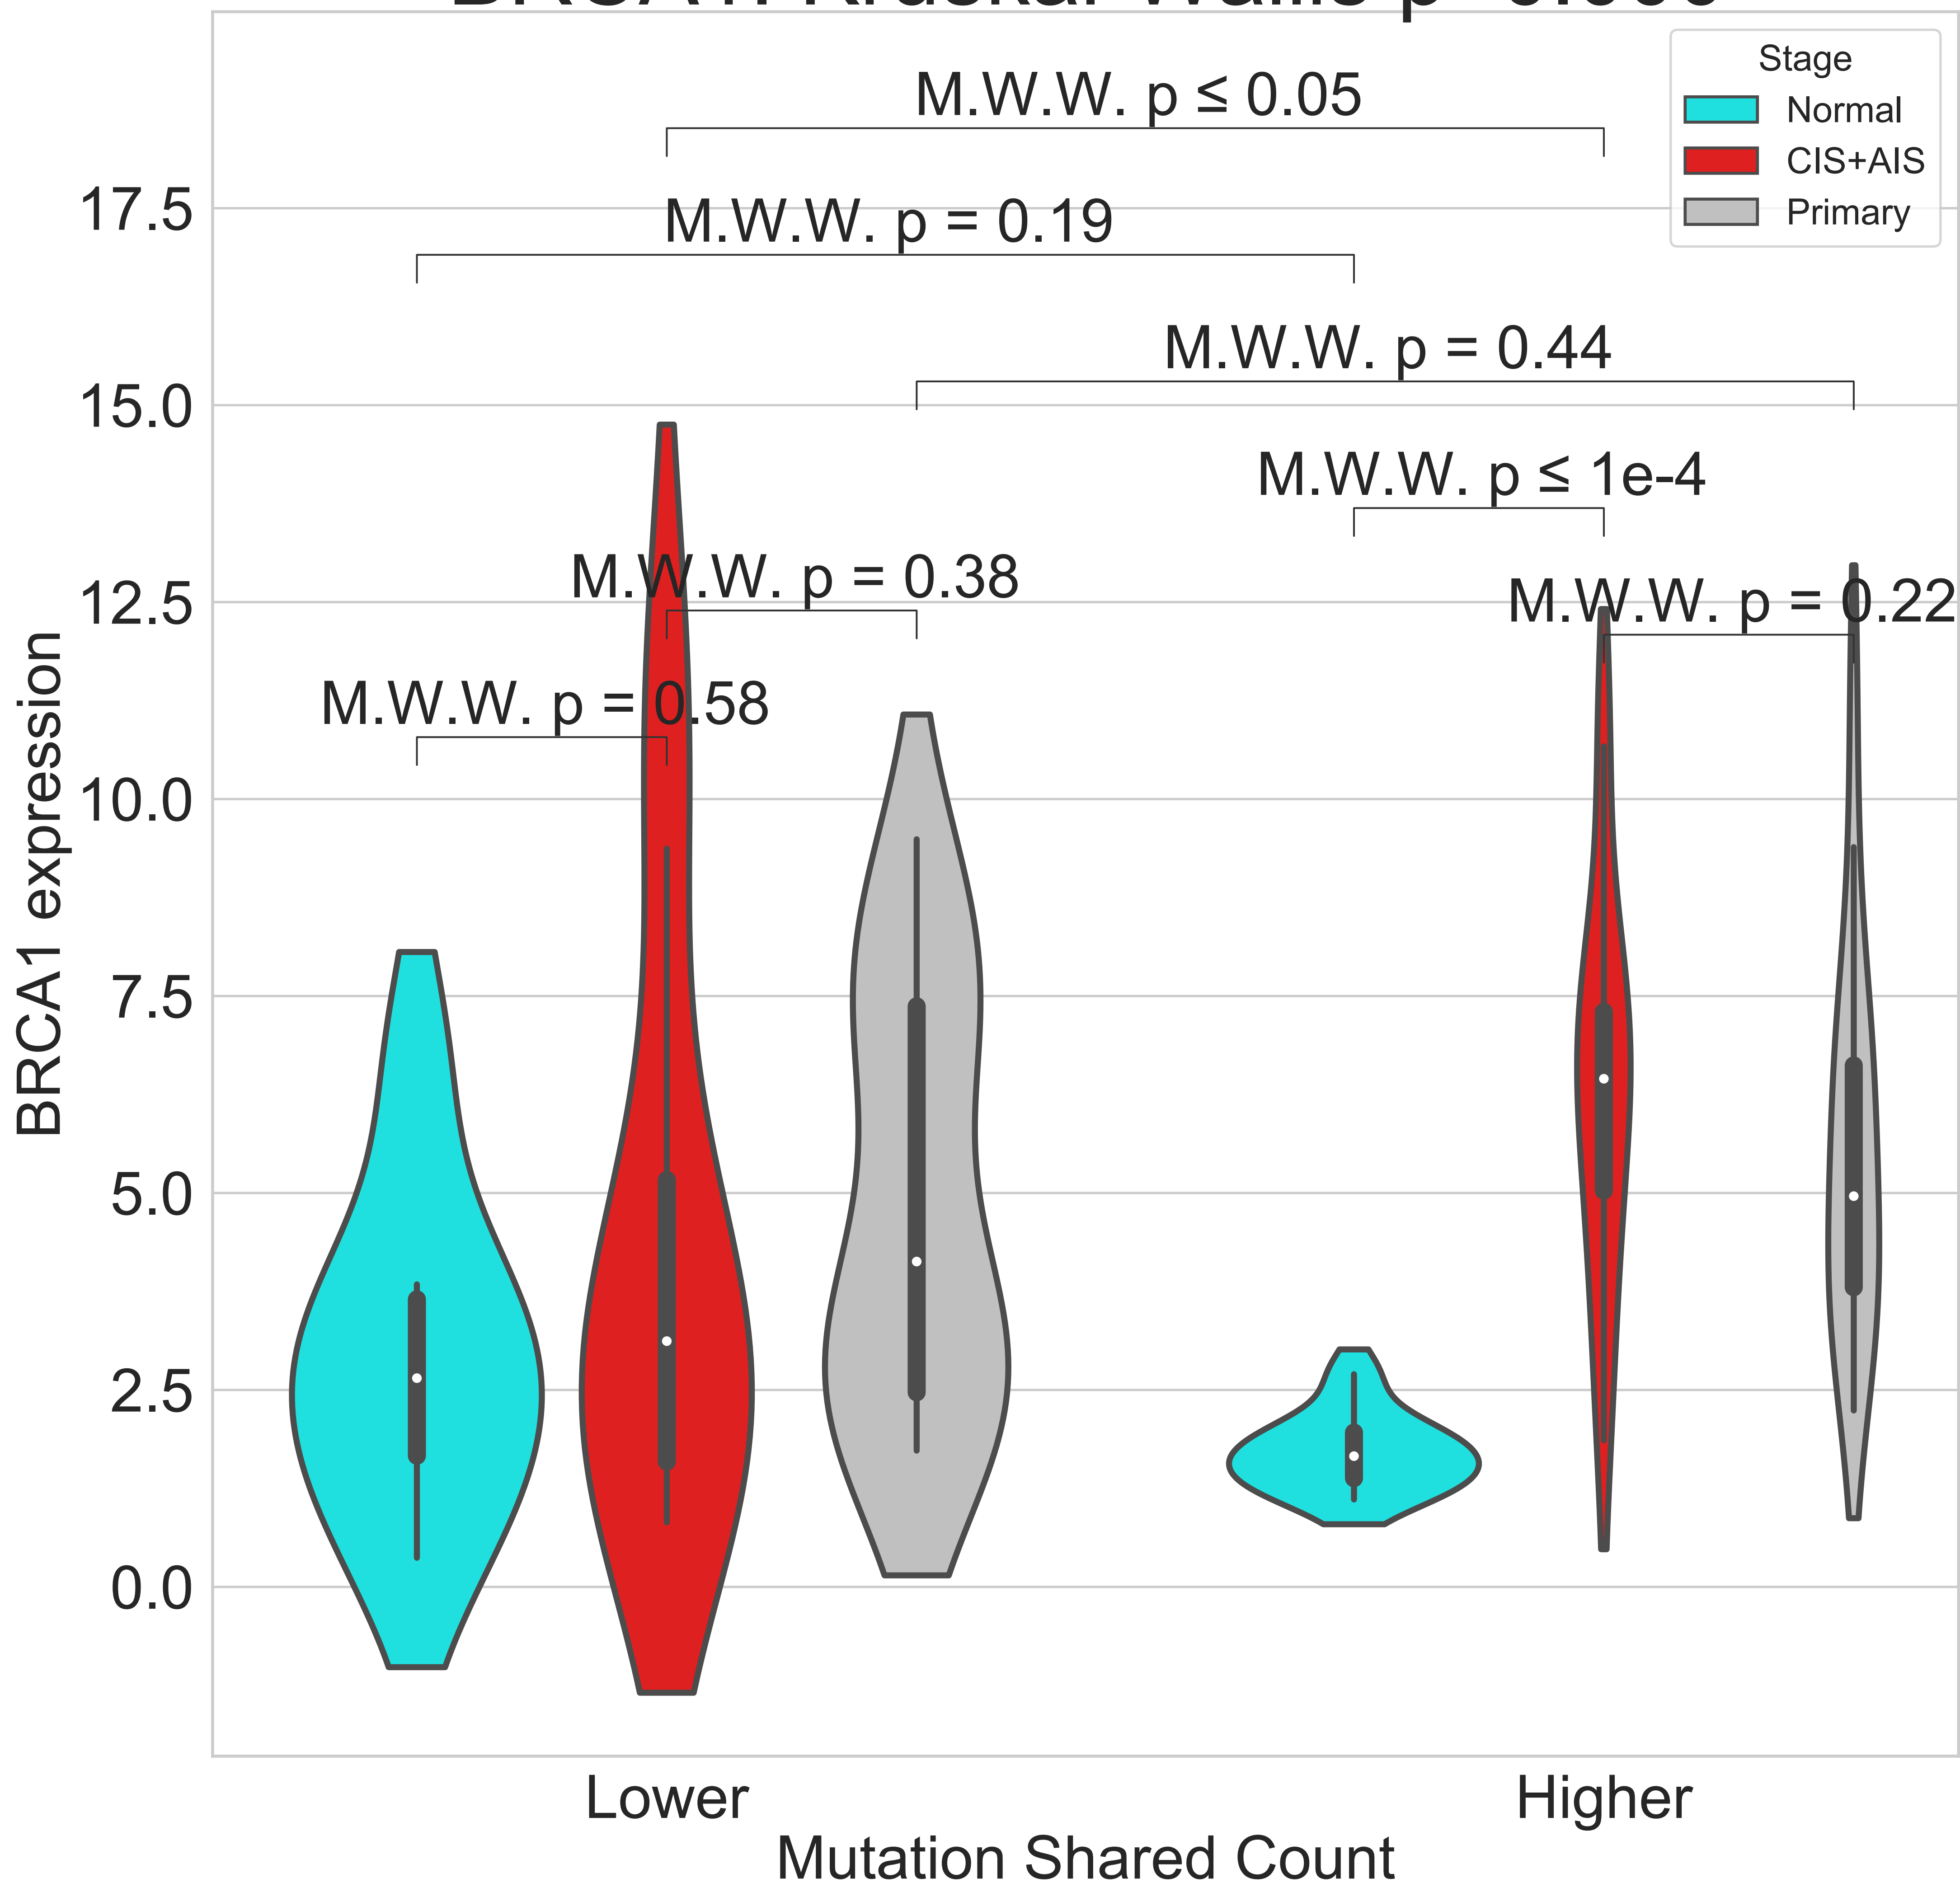 Stage
Normal
CIS+AIS
Primary
M.W.W. p ≤ 0.05
M.W.W. p = 0.19
M.W.W. p = 0.44
M.W.W. p ≤ 1e-4
M.W.W. p = 0.38
M.W.W. p = 0.22
M.W.W. p = 0.58
17.5
15.0
12.5
10.0
7.5
5.0
2.5
0.0
BRCA1 expression
Lower
Higher
Mutation Shared Count